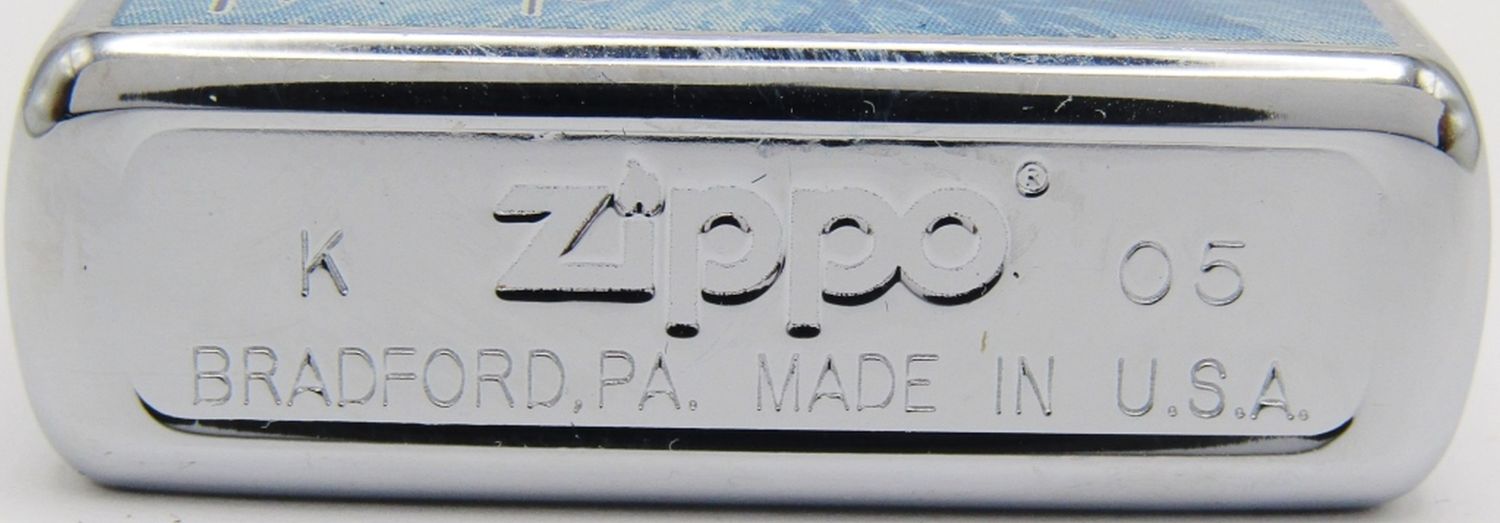 K zippo® 05
BRADFORD, PA. MADE IN U.S.A.